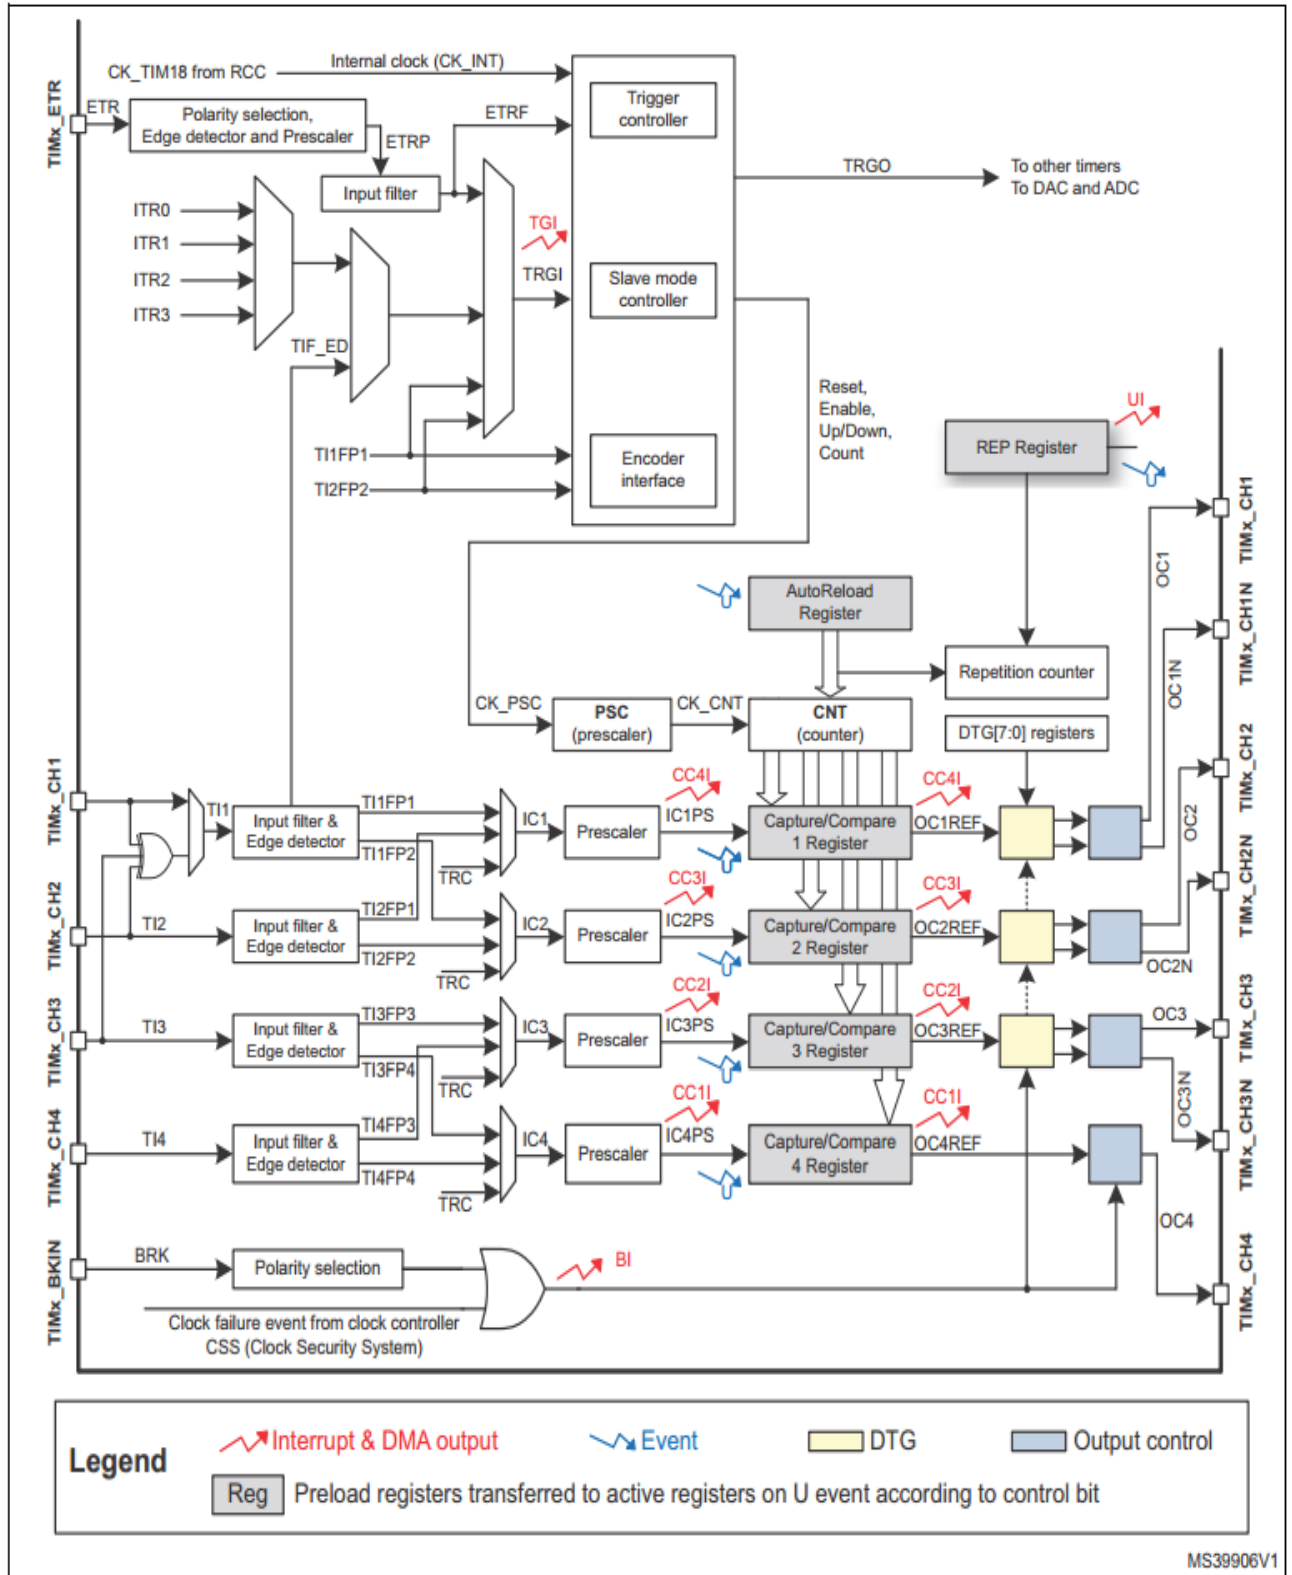 CK_TIM18 from RCC
Internal clock (CK_INT)
TIMx_ETR
ETR
Polarity selection,
Edge detector and Prescaler
ETRP
Input filter
ETRF
Trigger
controller
TRGO
To other timers
To DAC and ADC
ITR0
ITR1
ITR2
ITR3
TGI
TRGI
Slave mode
controller
TIF_ED
Reset,
Enable,
Up/Down,
Count
TI1FP1
TI2FP2
Encoder
interface
UI
REP Register
AutoReload
Register
Repetition counter
CK_PSC
PSC
(prescaler)
CK_CNT
CNT
(counter)
DTG[7:0] registers
TIMx_CH1
TI1
Input filter &
Edge detector
TI1FP1
TI1FP2
TRC
IC1
Prescaler
CC4I
IC1PS
Capture/Compare
1 Register
CC4I
OC1REF
OC1
TIMx_CH1
OC1N
TIMx_CH1N
TIMx_CH2
TI2
Input filter &
Edge detector
TI2FP1
TI2FP2
TRC
IC2
Prescaler
CC3I
IC2PS
Capture/Compare
2 Register
CC3I
OC2REF
OC2
TIMx_CH2
OC2N
TIMx_CH2N
TIMx_CH3
TI3
Input filter &
Edge detector
TI3FP3
TI3FP4
TRC
IC3
Prescaler
CC2I
IC3PS
Capture/Compare
3 Register
CC2I
OC3REF
OC3
TIMx_CH3
OC3N
TIMx_CH3N
TIMx_CH4
TI4
Input filter &
Edge detector
TI4FP3
TI4FP4
TRC
IC4
Prescaler
CC1I
IC4PS
Capture/Compare
4 Register
CC1I
OC4REF
OC4
TIMx_CH4
TIMx_BKIN
BRK
Polarity selection
BI
Clock failure event from clock controller
CSS (Clock Security System)
Legend
Interrupt & DMA output
Event
DTG
Output control
Reg
Preload registers transferred to active registers on U event according to control bit
MS39906V1